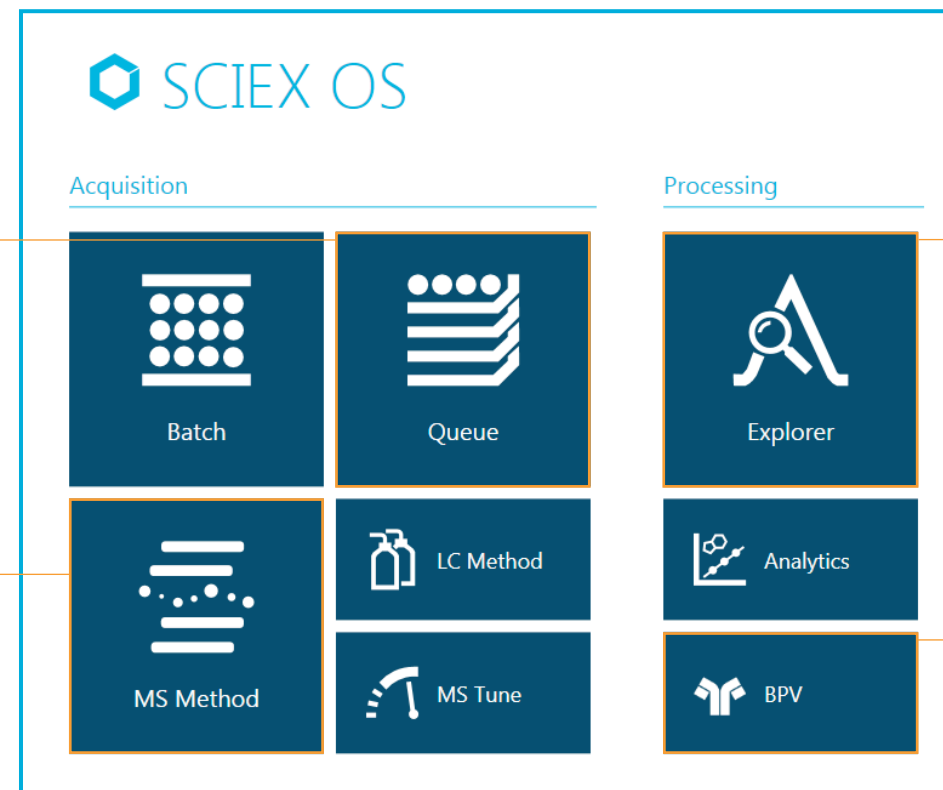 SCIEX OS
Acquisition
Processing
Batch
Queue
Explorer
MS Method
LC Method
MS Tune
Analytics
BPV